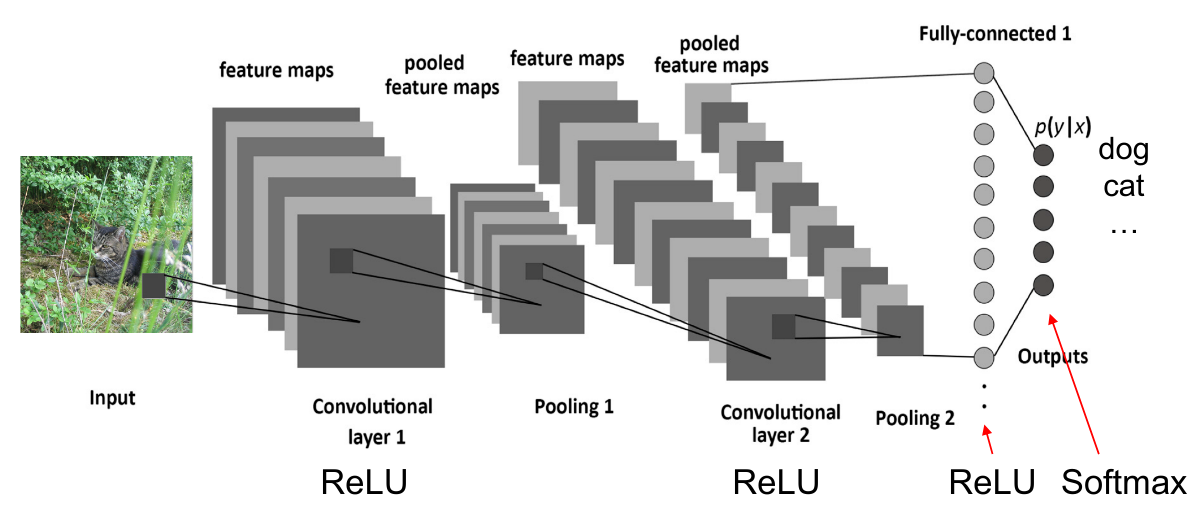 feature maps
pooled
feature maps
feature maps
pooled
feature maps
Fully-connected 1
p(y|x)
dog
cat
...
Input
Convolutional
layer 1
Pooling 1
Convolutional
layer 2
Pooling 2
Outputs
ReLU
ReLU
ReLU
Softmax